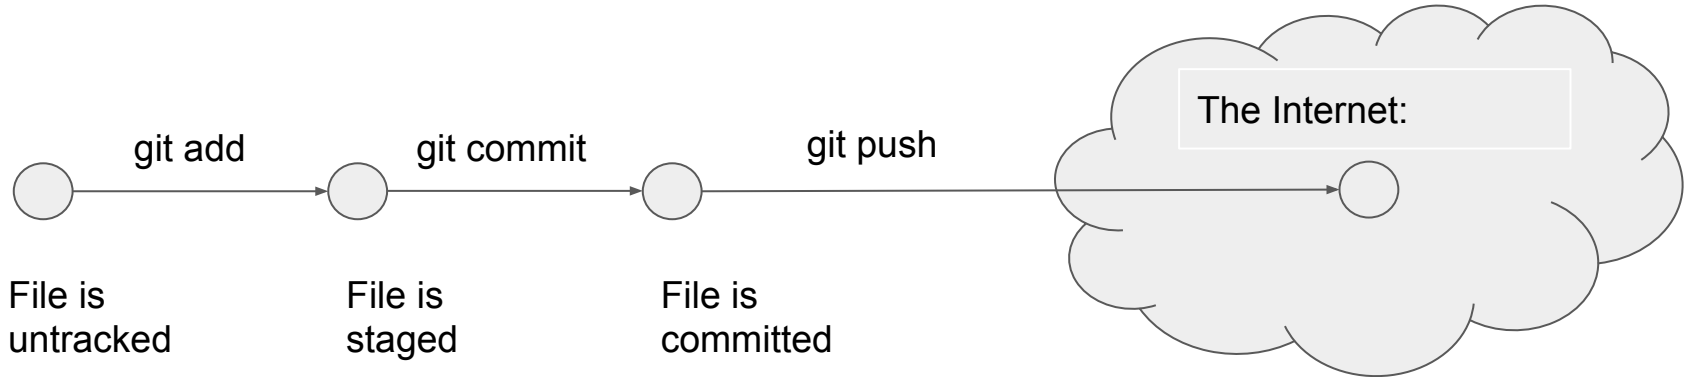 The Internet:
git add
git commit
git push
File is
untracked
File is
staged
File is
committed